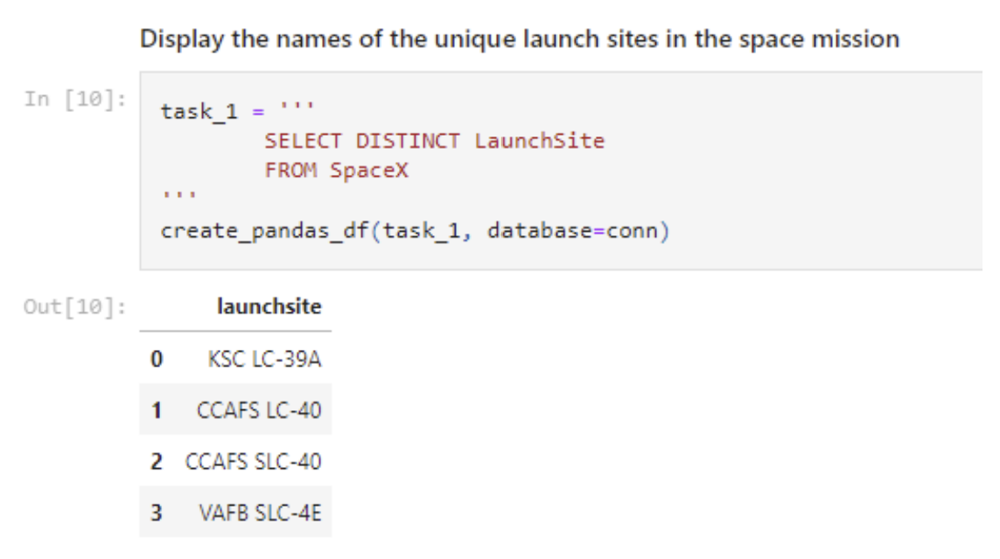 Display the names of the unique launch sites in the space mission
In [10]:
task_1 = '''
SELECT DISTINCT LaunchSite
FROM SpaceX
'''
create_pandas_df(task_1, database=conn)
Out[10]:
launchsite
0 KSC LC-39A
1 CCAFS LC-40
2 CCAFS SLC-40
3 VAFB SLC-4E